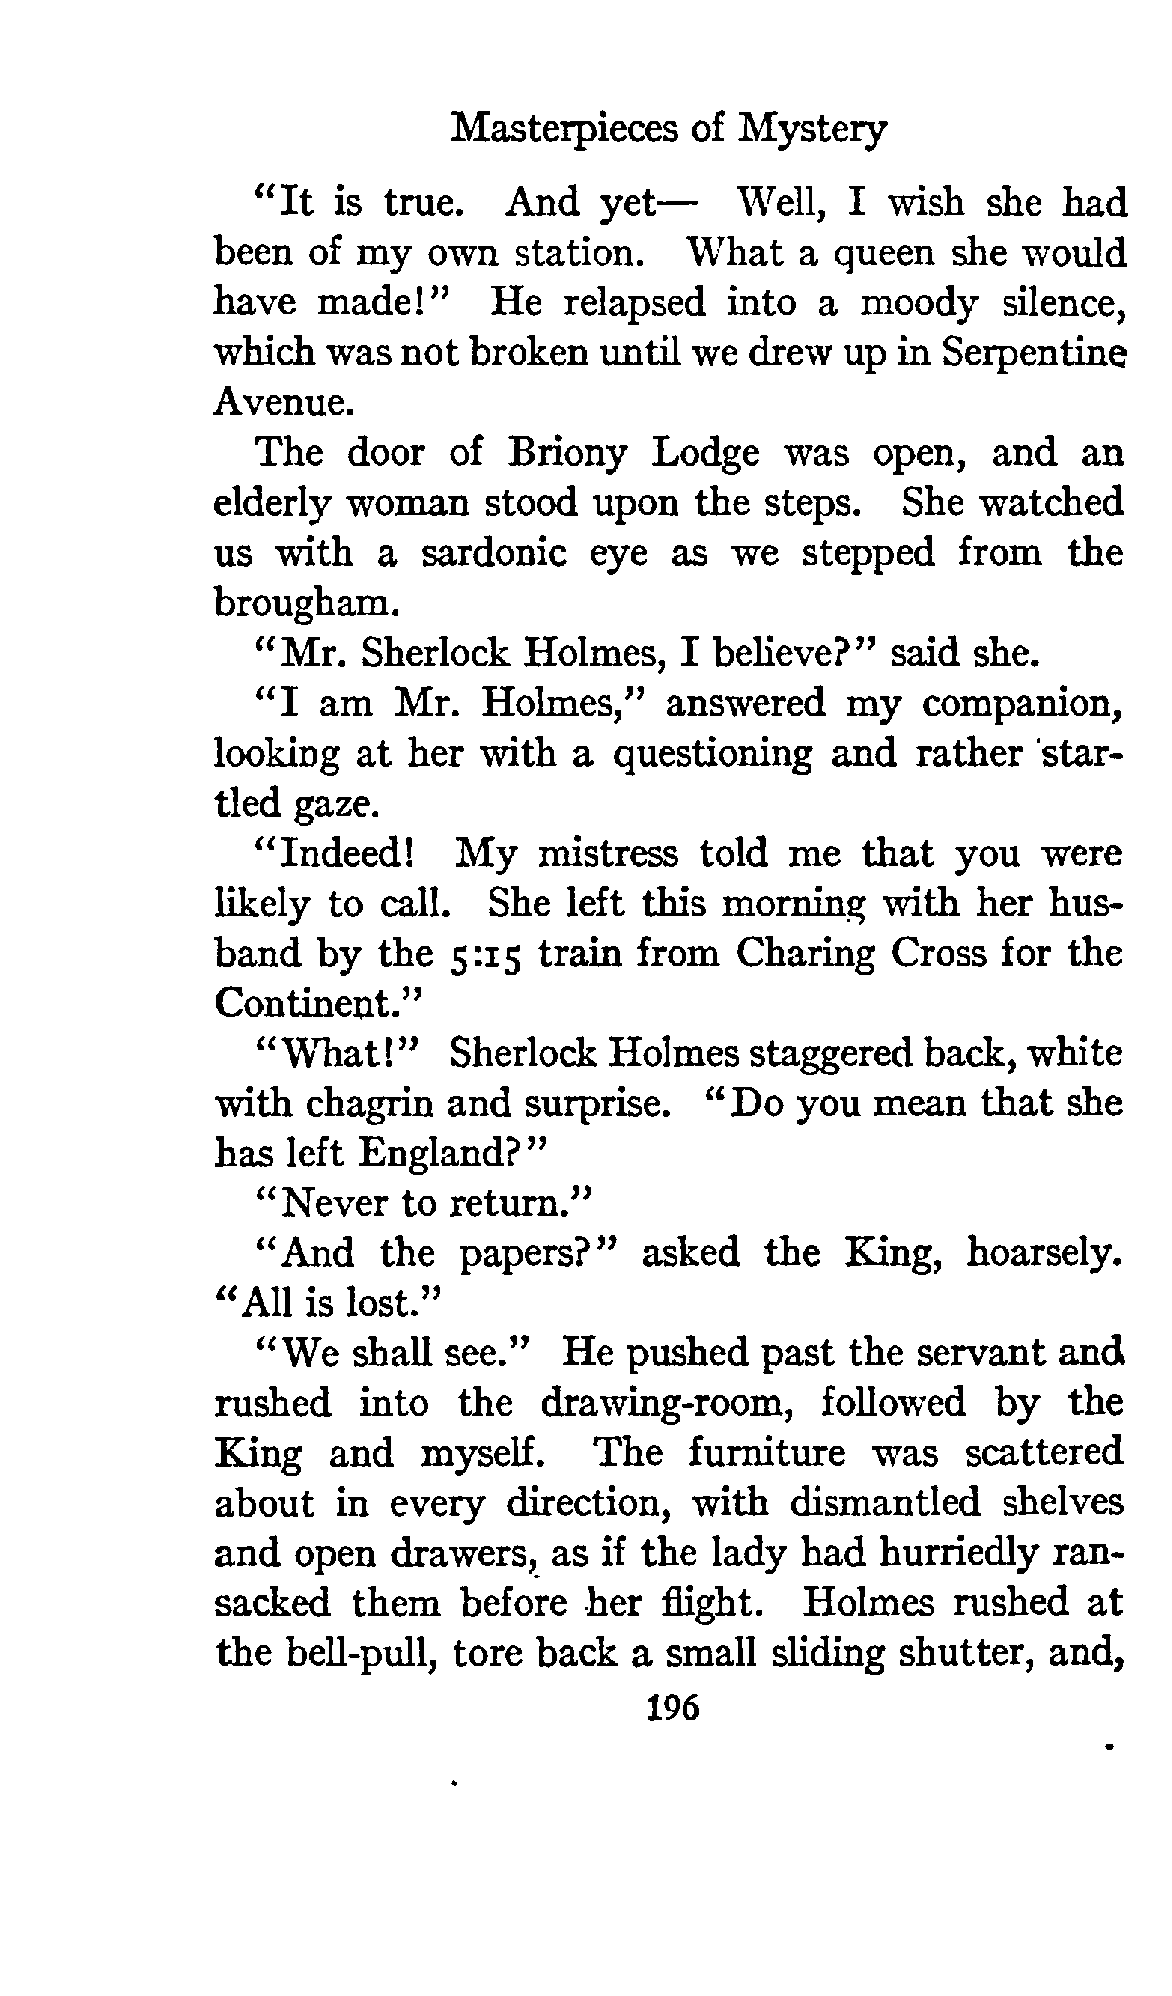 Masterpieces of Mystery
“It is true. And yet— Well, I wish she had
been of my own station. What a queen she would
have made!” He relapsed into a moody silence,
which was not broken until we drew up in Serpentine
Avenue.
The door of Briony Lodge was open, and an
elderly woman stood upon the steps. She watched
us with a sardonic eye as we stepped from the
brougham.
“Mr. Sherlock Holmes, I believe?” said she.
“I am Mr. Holmes,” answered my companion,
looking at her with a questioning and rather star-
tled gaze.
“Indeed! My mistress told me that you were
likely to call. She left this morning with her hus-
band by the 5:15 train from Charing Cross for the
Continent.”
“What!” Sherlock Holmes staggered back, white
with chagrin and surprise. “Do you mean that she
has left England?”
“Never to return.”
“And the papers?” asked the King, hoarsely.
“All is lost.”
“We shall see.” He pushed past the servant and
rushed into the drawing-room, followed by the
King and myself. The furniture was scattered
about in every direction, with dismantled shelves
and open drawers, as if the lady had hurriedly ran-
sacked them before her flight. Holmes rushed at
the bell-pull, tore back a small sliding shutter, and,
196